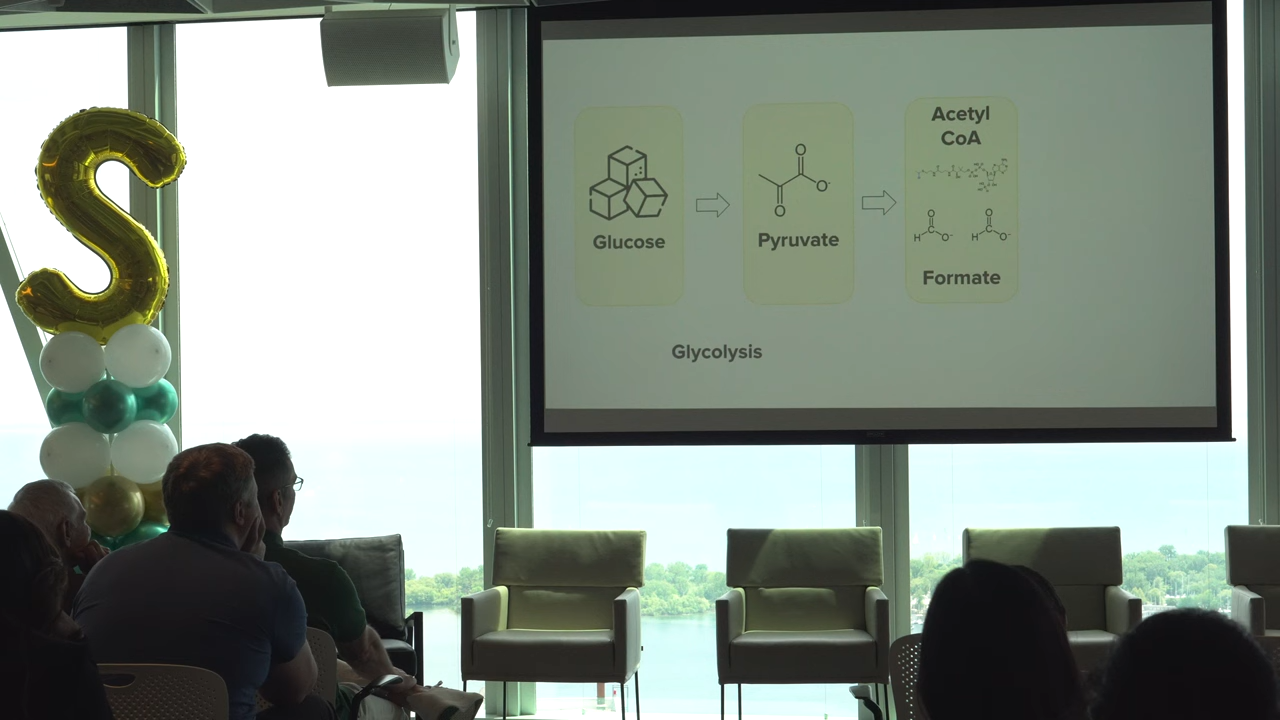 S
Glucose
Pyruvate
Acetyl
CoA
Formate
Glycolysis
O
O⁻
O
O
H C O⁻
O
H C O⁻